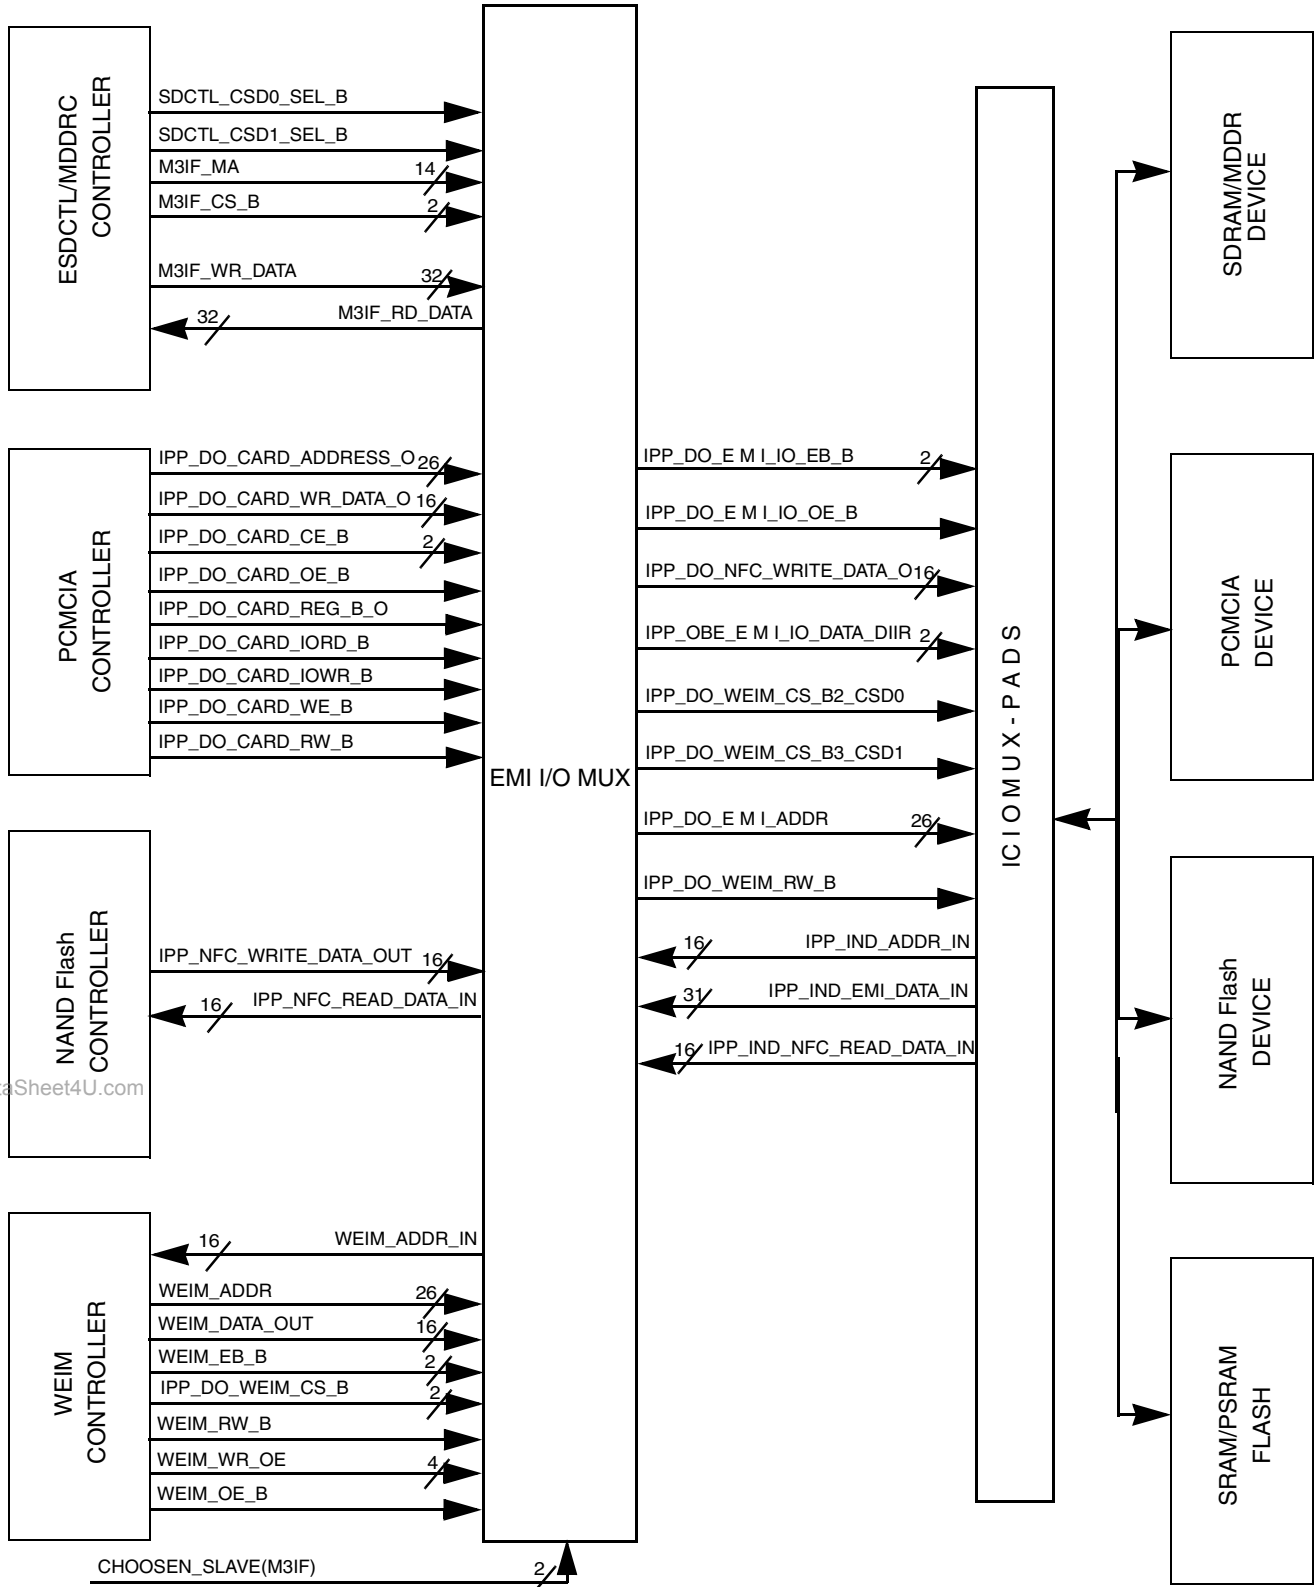 ESDCTL/MDDRC
CONTROLLER
SDCTL_CSD0_SEL_B
SDCTL_CSD1_SEL_B
M3IF_MA
14
M3IF_CS_B
2
M3IF_WR_DATA
32
32
M3IF_RD_DATA
PCMCIA
CONTROLLER
IPP_DO_CARD_ADDRESS_O
26
IPP_DO_CARD_WR_DATA_O
16
IPP_DO_CARD_CE_B
2
IPP_DO_CARD_OE_B
IPP_DO_CARD_REG_B_O
IPP_DO_CARD_IORD_B
IPP_DO_CARD_IOWR_B
IPP_DO_CARD_WE_B
IPP_DO_CARD_RW_B
NAND Flash
CONTROLLER
IPP_NFC_WRITE_DATA_OUT
16
16
IPP_NFC_READ_DATA_IN
aSheet4U.com
WEIM
CONTROLLER
16
WEIM_ADDR_IN
WEIM_ADDR
26
WEIM_DATA_OUT
16
WEIM_EB_B
2
IPP_DO_WEIM_CS_B
2
WEIM_RW_B
WEIM_WR_OE
4
WEIM_OE_B
CHOOSEN_SLAVE(M3IF)
2
EMI I/O MUX
IPP_DO_E M I_IO_EB_B
2
IPP_DO_E M I_IO_OE_B
IPP_DO_NFC_WRITE_DATA_O
16
IPP_OBE_E M I_IO_DATA_DIIR
2
IPP_DO_WEIM_CS_B2_CSD0
IPP_DO_WEIM_CS_B3_CSD1
IPP_DO_E M I_ADDR
26
IPP_DO_WEIM_RW_B
16
IPP_IND_ADDR_IN
31
IPP_IND_EMI_DATA_IN
16
IPP_IND_NFC_READ_DATA_IN
IC I O M U X - P A D S
SDRAM/MDDR
DEVICE
PCMCIA
DEVICE
NAND Flash
DEVICE
SRAM/PSRAM
FLASH